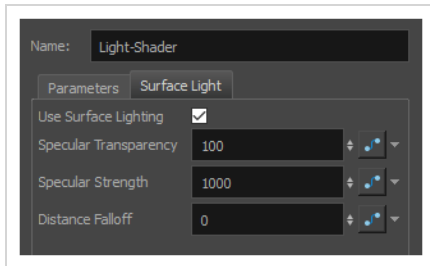 Name: Light-Shader
Parameters Surface Light
Use Surface Lighting
Specular Transparency 100
Specular Strength 1000
Distance Falloff 0